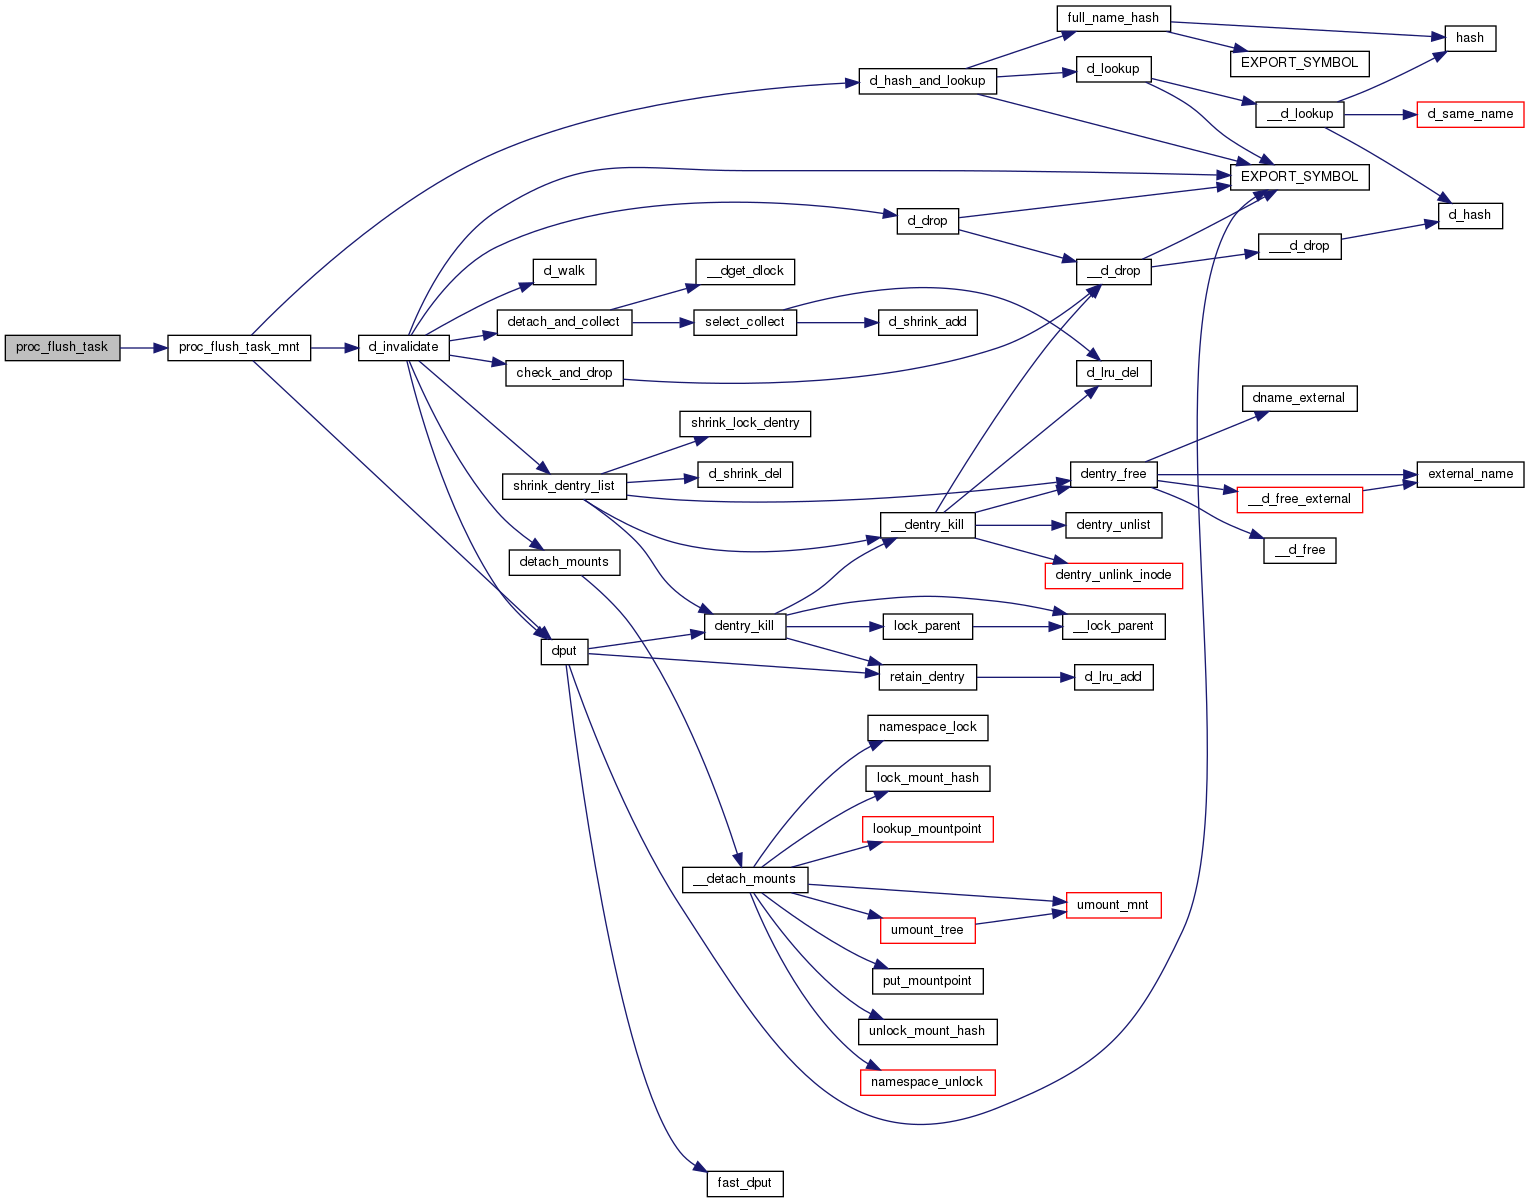 full_name_hash
hash
EXPORT_SYMBOL
d_lookup
d_hash_and_lookup
__d_lookup
d_same_name
EXPORT_SYMBOL
d_hash
d_drop
___d_drop
d_walk
__dget_dlock
__d_drop
detach_and_collect
select_collect
d_shrink_add
proc_flush_task
proc_flush_task_mnt
d_invalidate
check_and_drop
d_lru_del
dname_external
shrink_lock_dentry
shrink_dentry_list
d_shrink_del
dentry_free
external_name
__d_free_external
__dentry_kill
dentry_unlist
__d_free
detach_mounts
dentry_unlink_inode
dentry_kill
lock_parent
__lock_parent
dput
retain_dentry
d_lru_add
namespace_lock
lock_mount_hash
lookup_mountpoint
__detach_mounts
umount_mnt
umount_tree
put_mountpoint
unlock_mount_hash
namespace_unlock
fast_dput